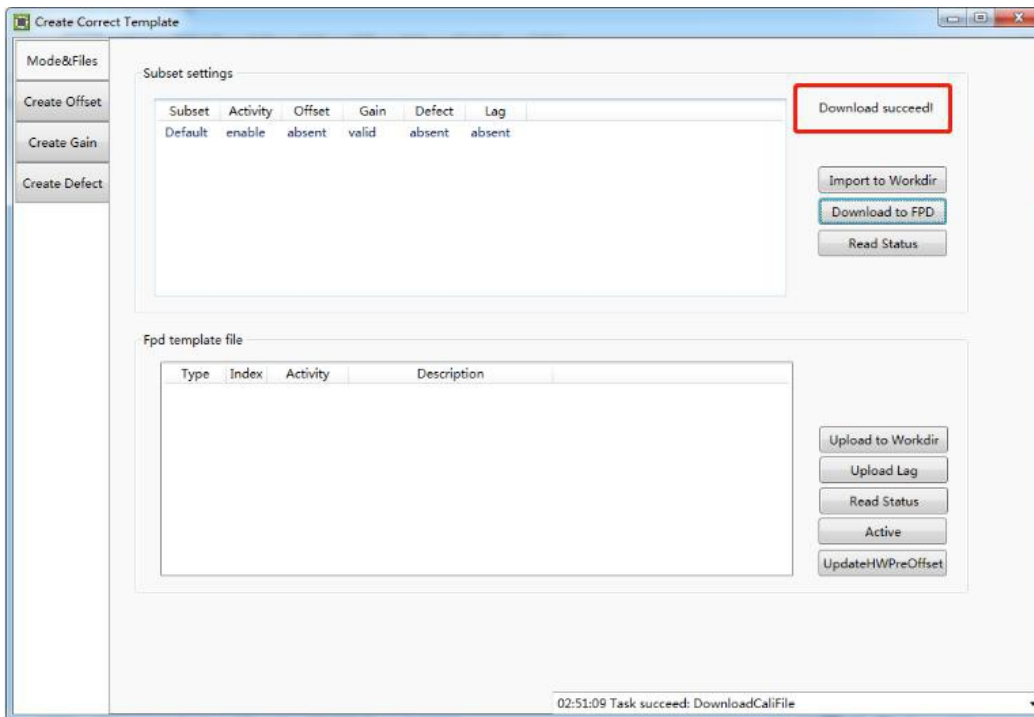 Create Correct Template
Mode&Files
Create Offset
Create Gain
Create Defect
Subset settings
Subset Activity Offset Gain Defect Lag
Default enable absent valid absent absent
Download succeed!
Import to Workdir
Download to FPD
Read Status
Fpd template file
Type Index Activity Description
Upload to Workdir
Upload Lag
Read Status
Active
UpdateHWPreOffset
02:51:09 Task succeed: DownloadCaliFile